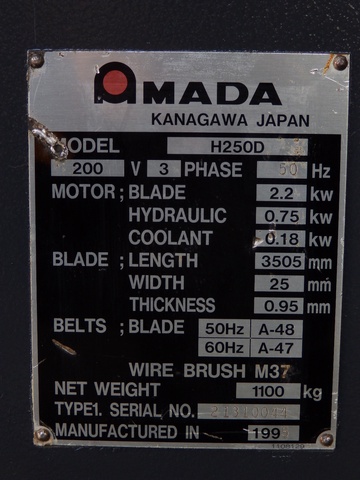 AMADA
KANAGAWA JAPAN
MODEL H250D
200 V 3 PHASE 50 Hz
MOTOR ; BLADE 2.2 kw
HYDRAULIC 0.75 kw
COOLANT 0.18 kw
BLADE ; LENGTH 3505 mm
WIDTH 25 mm
THICKNESS 0.95 mm
BELTS ; BLADE 50Hz A-48
60Hz A-47
WIRE BRUSH M37
NET WEIGHT 1100 kg
TYPE1. SERIAL NO.
MANUFACTURED IN